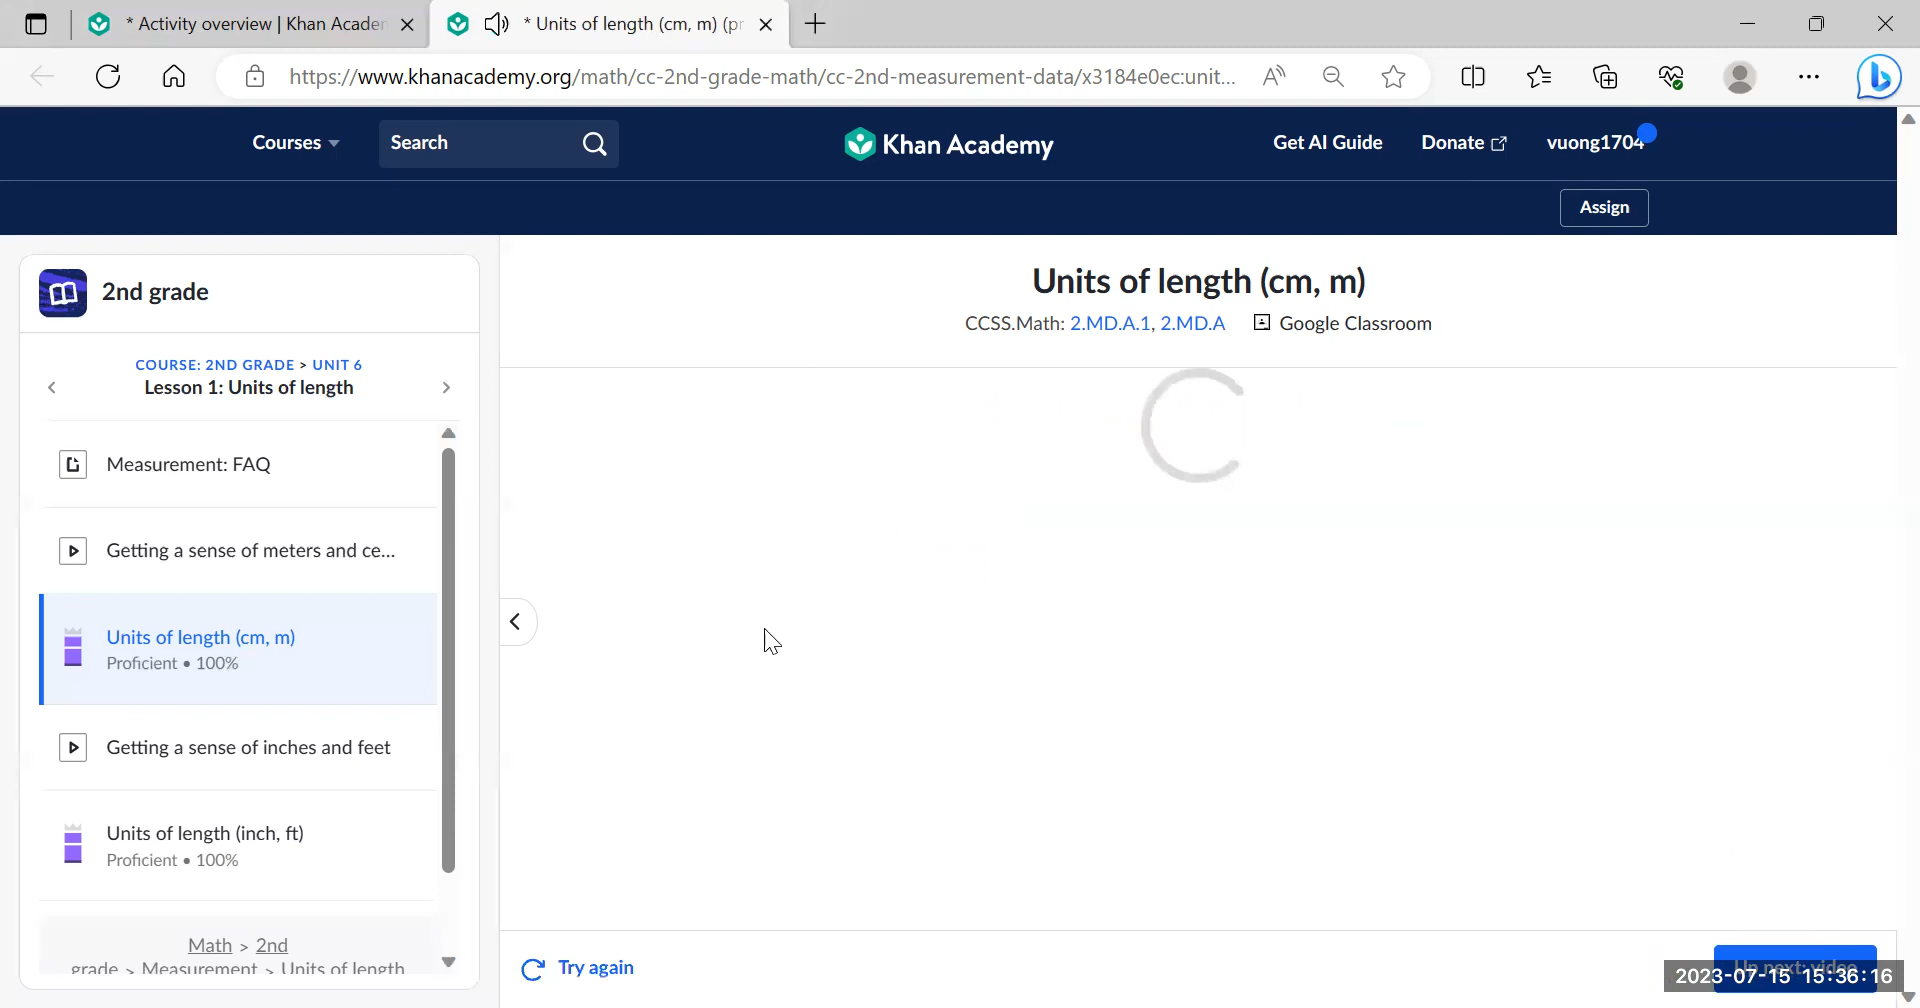 * Activity overview | Khan Acader
* Units of length (cm, m) (pr
https://www.khanacademy.org/math/cc-2nd-grade-math/cc-2nd-measurement-data/x3184e0ec:unit...
Courses
Search
Khan Academy
Get AI Guide
Donate
vuong1704
Assign
2nd grade
COURSE: 2ND GRADE > UNIT 6
Lesson 1: Units of length
Measurement: FAQ
Getting a sense of meters and ce...
Units of length (cm, m)
Proficient • 100%
Getting a sense of inches and feet
Units of length (inch, ft)
Proficient • 100%
Math > 2nd
grade > Measurement > Units of length
Units of length (cm, m)
CCSS.Math: 2.MD.A.1, 2.MD.A
Google Classroom
Try again
Up next: video
2023-07-15 15:36:16